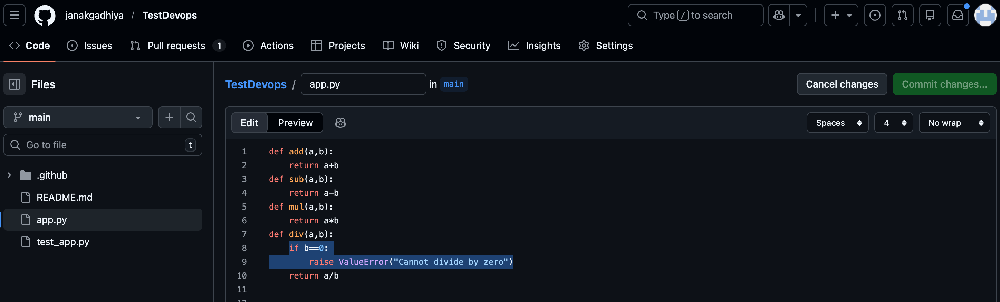 janakgadhiya / TestDevops
Type / to search
Code Issues Pull requests 1 Actions Projects Wiki Security Insights Settings
Files
TestDevops / app.py in main
Cancel changes Commit changes...
main
Edit Preview
Spaces 4 No wrap
Go to file t
.github
README.md
app.py
test_app.py
1 def add(a,b):
2     return a+b
3 def sub(a,b):
4     return a-b
5 def mul(a,b):
6     return a*b
7 def div(a,b):
8     if b==0:
9         raise ValueError("Cannot divide by zero")
10     return a/b
11